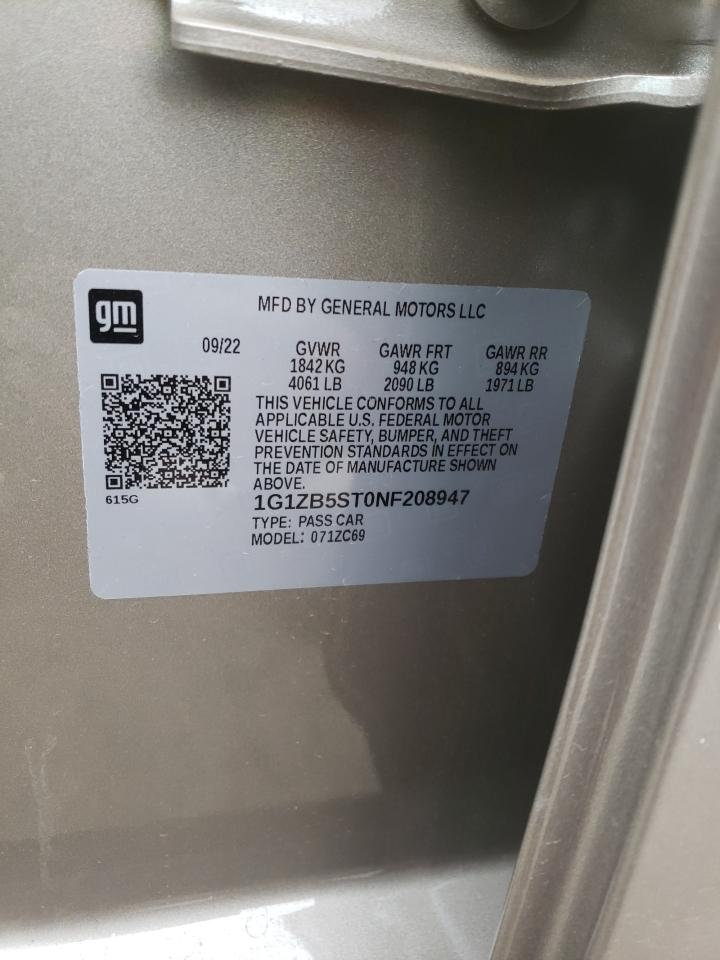 gm
MFD BY GENERAL MOTORS LLC
09/22
GVWR GAWR FRT GAWR RR
1842 KG 948 KG 894 KG
4061 LB 2090 LB 1971 LB
THIS VEHICLE CONFORMS TO ALL
APPLICABLE U.S. FEDERAL MOTOR
VEHICLE SAFETY, BUMPER, AND THEFT
PREVENTION STANDARDS IN EFFECT ON
THE DATE OF MANUFACTURE SHOWN
ABOVE.
615G
1G1ZB5ST0NF208947
TYPE: PASS CAR
MODEL: 071ZC69